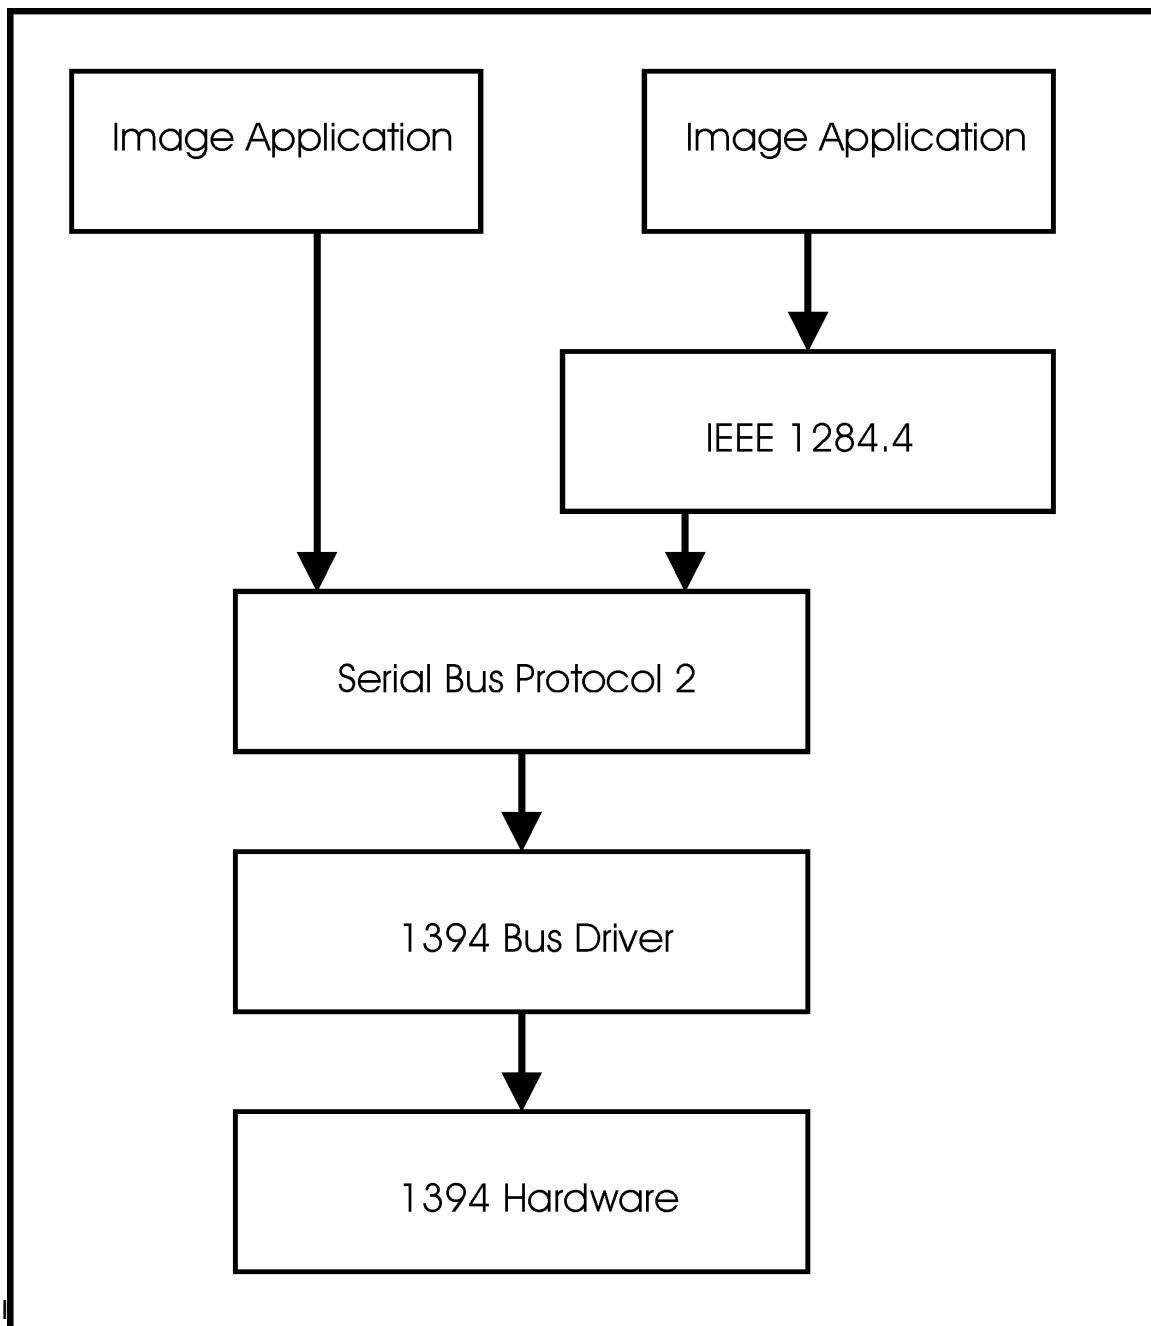 Image Application
Image Application
IEEE 1284.4
Serial Bus Protocol 2
1394 Bus Driver
1394 Hardware